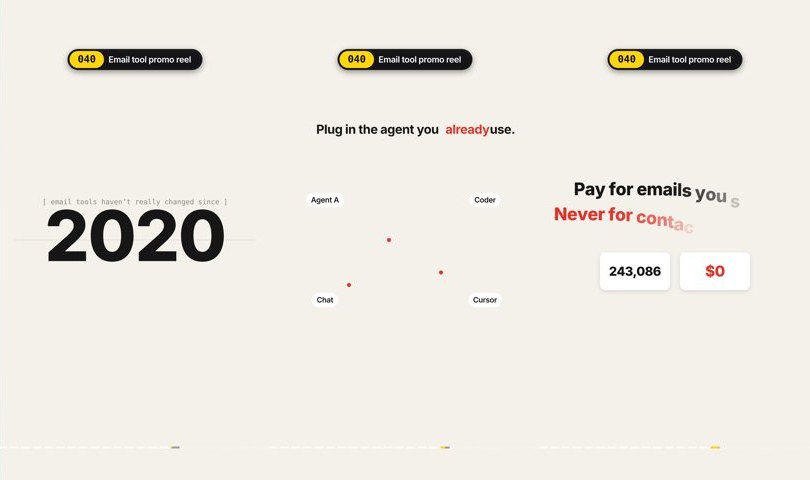 040 Email tool promo reel
[ email tools haven't really changed since ]
2020
040 Email tool promo reel
Plug in the agent you already use.
Agent A
Coder
Chat
Cursor
040 Email tool promo reel
Pay for emails you s
Never for contac
243,086
$0